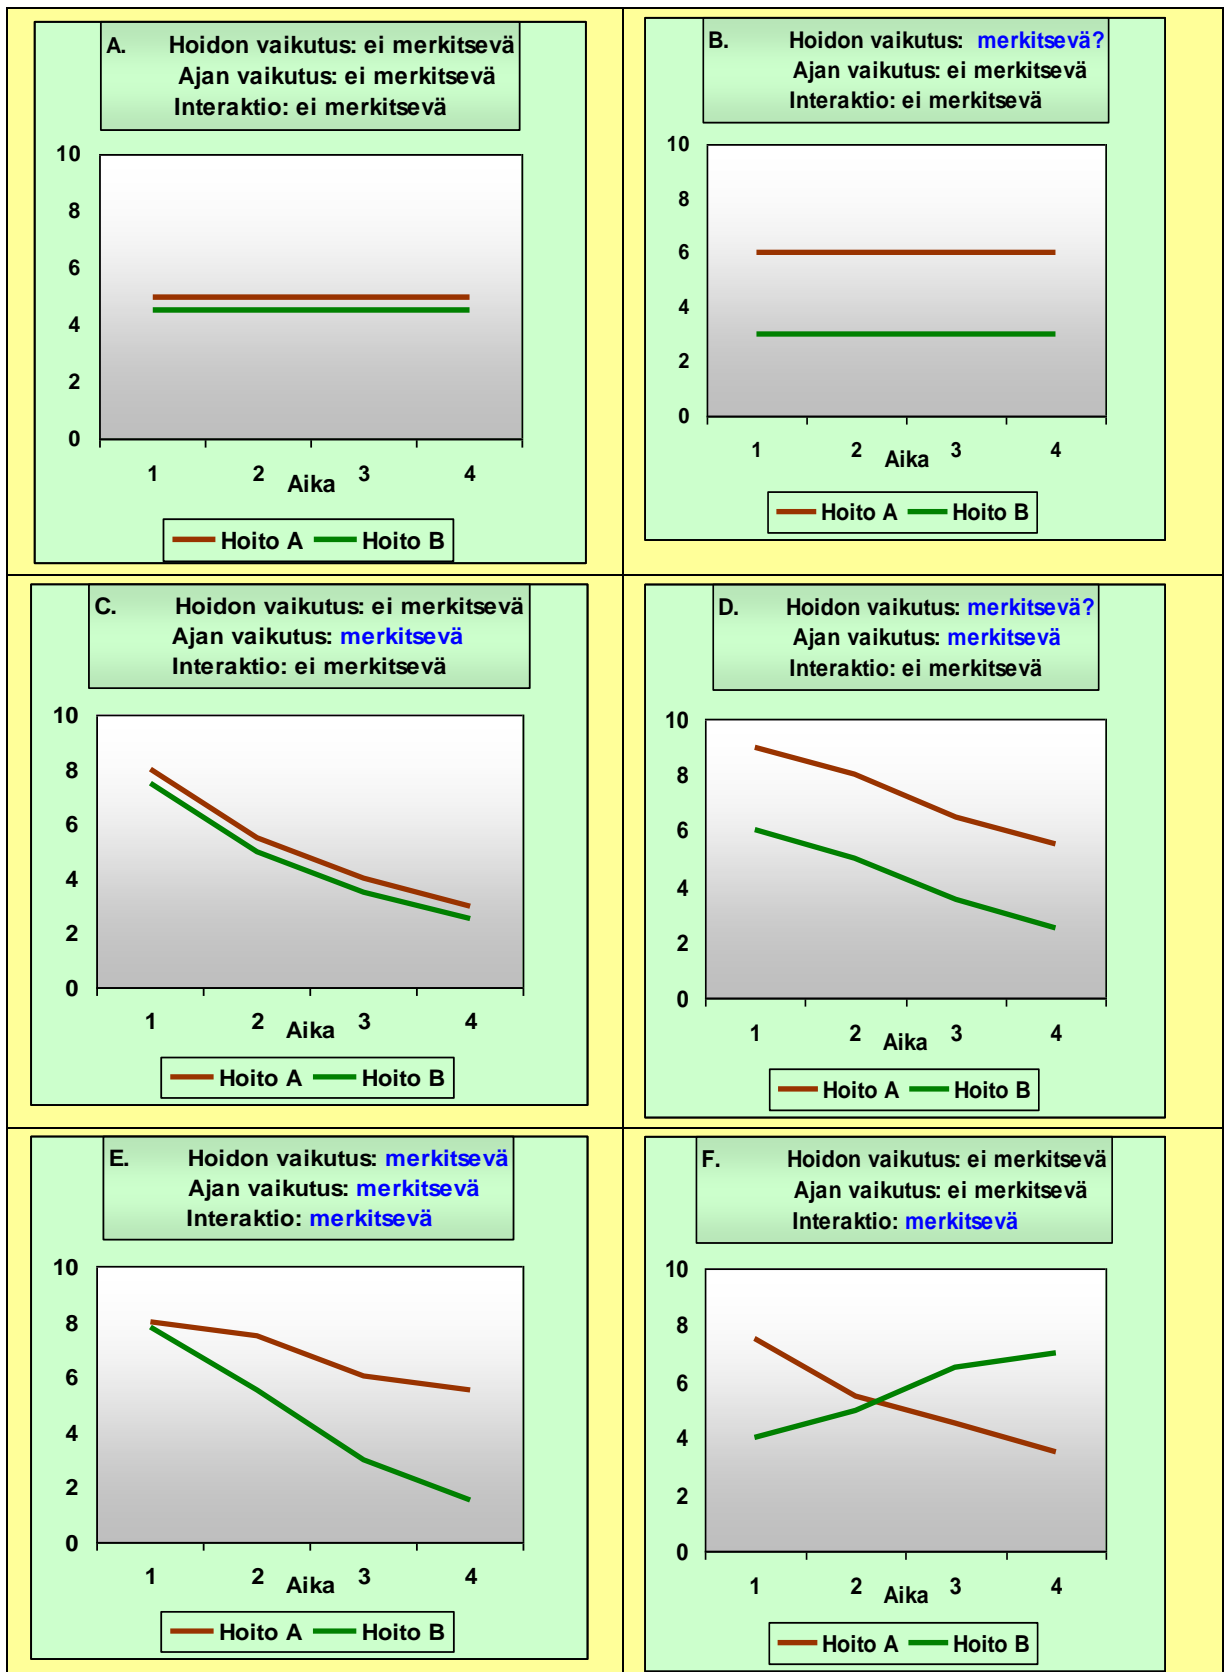 A. Hoidon vaikutus: ei merkitsevä
Ajan vaikutus: ei merkitsevä
Interaktio: ei merkitsevä
10
8
6
4
2
0
1 2 3 4
Aika
Hoito A Hoito B
B. Hoidon vaikutus: merkitsevä?
Ajan vaikutus: ei merkitsevä
Interaktio: ei merkitsevä
10
8
6
4
2
0
1 2 3 4
Aika
Hoito A Hoito B
C. Hoidon vaikutus: ei merkitsevä
Ajan vaikutus: merkitsevä
Interaktio: ei merkitsevä
10
8
6
4
2
0
1 2 3 4
Aika
Hoito A Hoito B
D. Hoidon vaikutus: merkitsevä?
Ajan vaikutus: merkitsevä
Interaktio: ei merkitsevä
10
8
6
4
2
0
1 2 3 4
Aika
Hoito A Hoito B
E. Hoidon vaikutus: merkitsevä
Ajan vaikutus: merkitsevä
Interaktio: merkitsevä
10
8
6
4
2
0
1 2 3 4
Aika
Hoito A Hoito B
F. Hoidon vaikutus: ei merkitsevä
Ajan vaikutus: ei merkitsevä
Interaktio: merkitsevä
10
8
6
4
2
0
1 2 3 4
Aika
Hoito A Hoito B